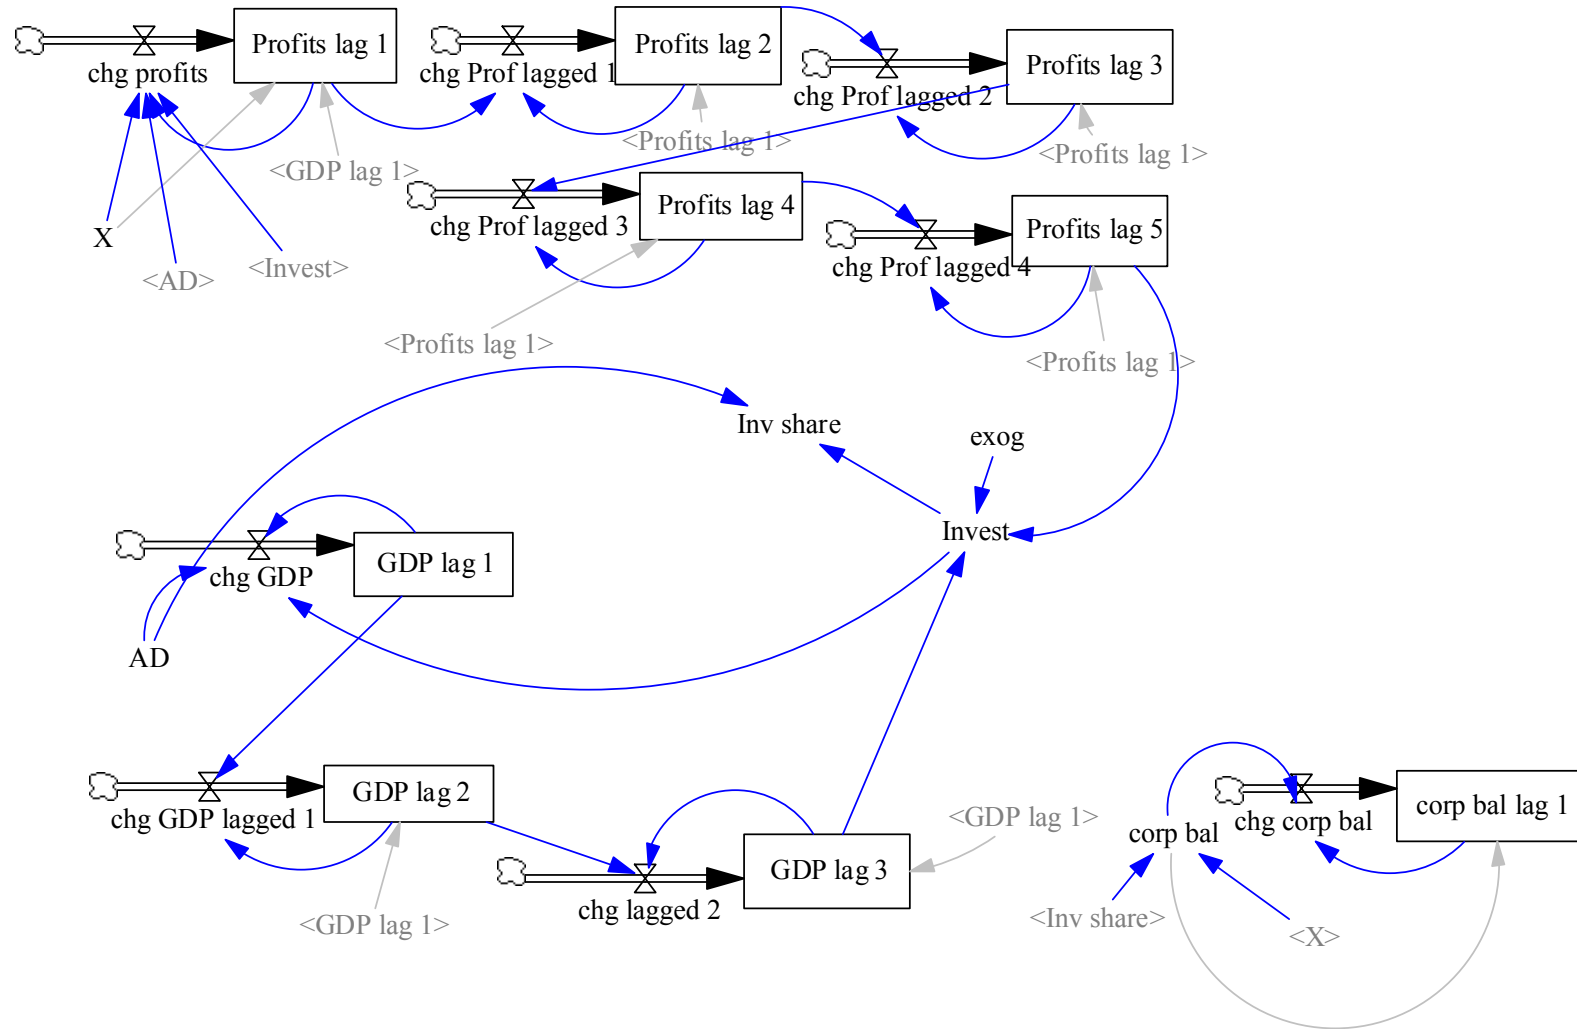 Profits lag 1
Profits lag 2
Profits lag 3
chg profits
chg Prof lagged 1
chg Prof lagged 2
<Profits lag 1>
<Profits lag 1>
<GDP lag 1>
Profits lag 4
Profits lag 5
chg Prof lagged 3
X
<AD>
<Invest>
chg Prof lagged 4
<Profits lag 1>
<Profits lag 1>
Inv share
exog
Invest
GDP lag 1
chg GDP
AD
GDP lag 2
chg GDP lagged 1
<GDP lag 1>
corp bal
chg corp bal
corp bal lag 1
GDP lag 3
chg lagged 2
<GDP lag 1>
<Inv share>
<X>